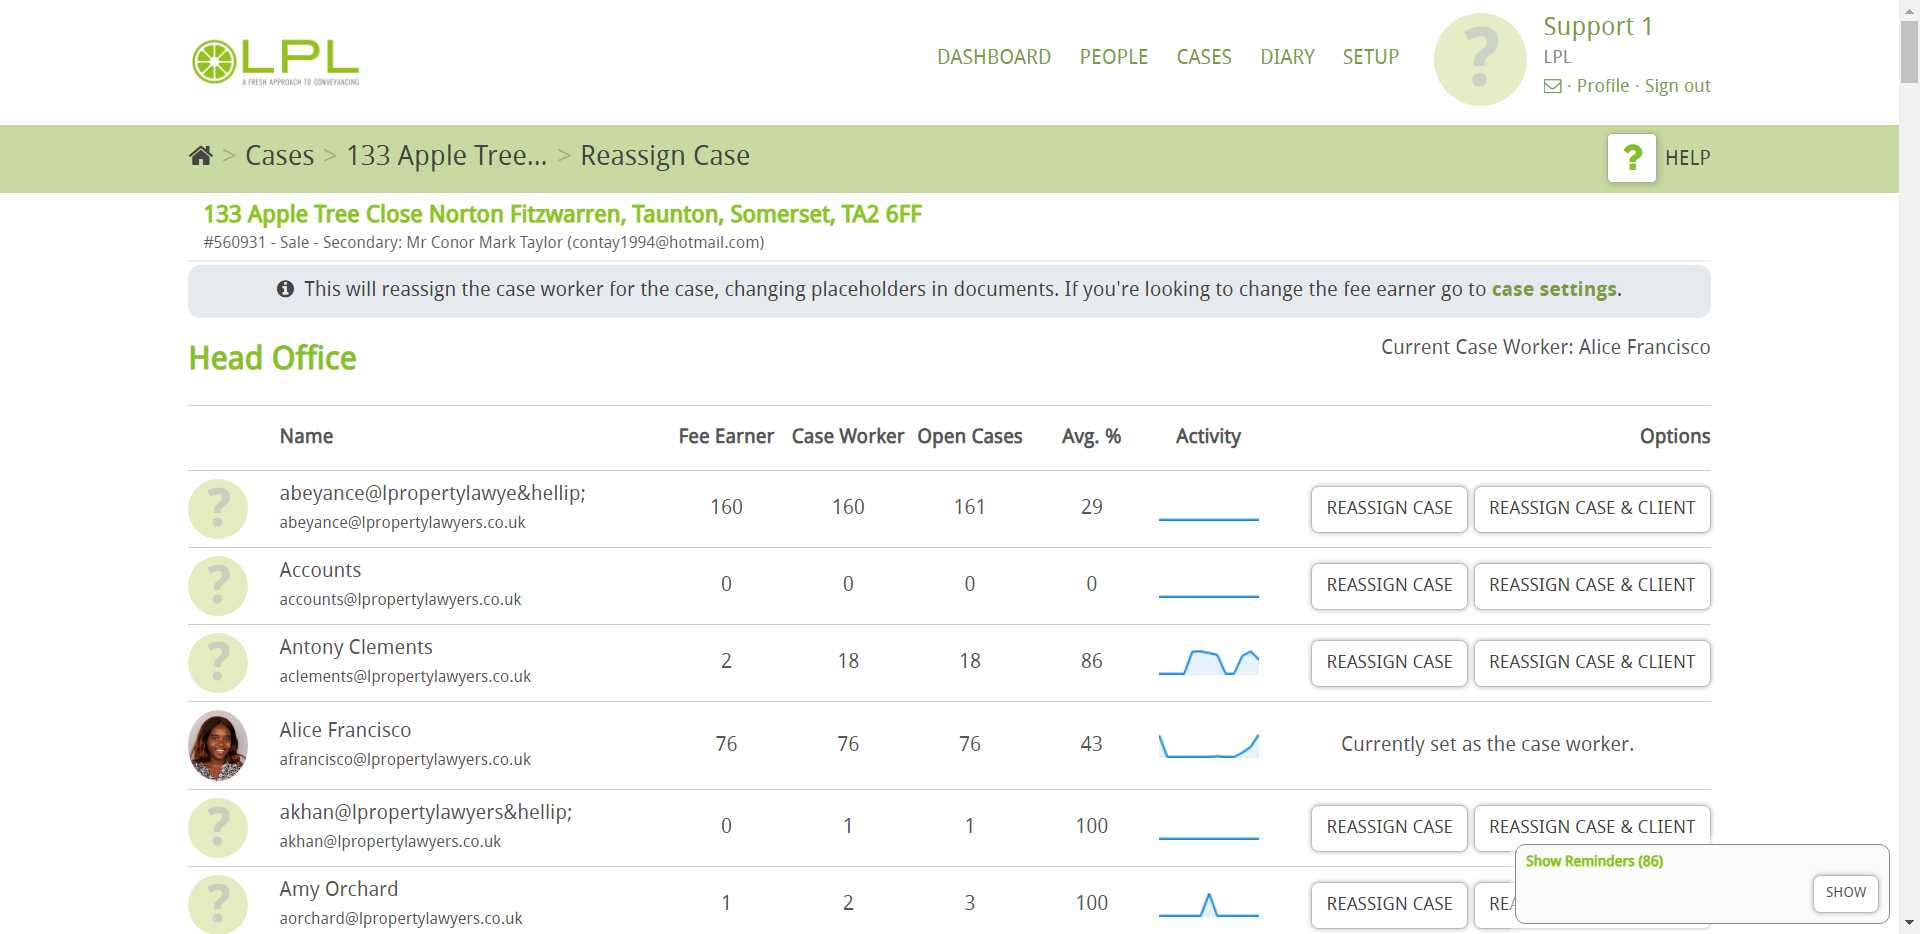 LPL
A FRESH APPROACH TO CONVEYANCING
DASHBOARD PEOPLE CASES DIARY SETUP
?
Support 1
LPL
· Profile · Sign out
> Cases > 133 Apple Tree... > Reassign Case
? HELP
133 Apple Tree Close Norton Fitzwarren, Taunton, Somerset, TA2 6FF
#560931 - Sale - Secondary: Mr Conor Mark Taylor (contay1994@hotmail.com)
This will reassign the case worker for the case, changing placeholders in documents. If you're looking to change the fee earner go to case settings.
Head Office
Current Case Worker: Alice Francisco
Name Fee Earner Case Worker Open Cases Avg. % Activity Options
?
abeyance@lpropertylawye&hellip;
abeyance@lpropertylawyers.co.uk
160 160 161 29 REASSIGN CASE REASSIGN CASE & CLIENT
?
Accounts
accounts@lpropertylawyers.co.uk
0 0 0 0 REASSIGN CASE REASSIGN CASE & CLIENT
?
Antony Clements
aclements@lpropertylawyers.co.uk
2 18 18 86 REASSIGN CASE REASSIGN CASE & CLIENT
Alice Francisco
afrancisco@lpropertylawyers.co.uk
76 76 76 43 Currently set as the case worker.
?
akhan@lpropertylawyers&hellip;
akhan@lpropertylawyers.co.uk
0 1 1 100 REASSIGN CASE REASSIGN CASE & CLIENT
?
Amy Orchard
aorchard@lpropertylawyers.co.uk
1 2 3 100 REASSIGN CASE
Show Reminders (86)
SHOW